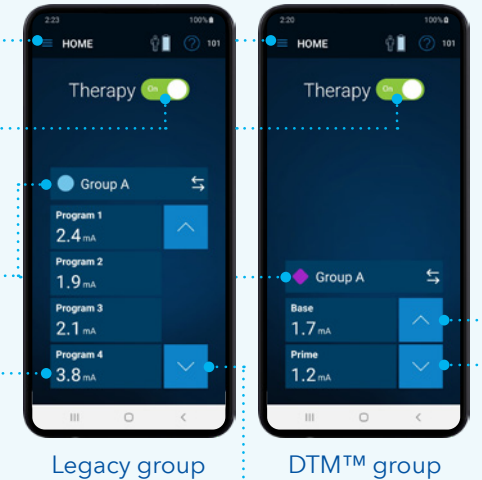 2:23
100%
HOME
101
Therapy
On
Group A
Program 1
2.4 mA
Program 2
1.9 mA
Program 3
2.1 mA
Program 4
3.8 mA
Legacy group
2:20
100%
HOME
101
Therapy
On
Group A
Base
1.7 mA
Prime
1.2 mA
DTM™ group